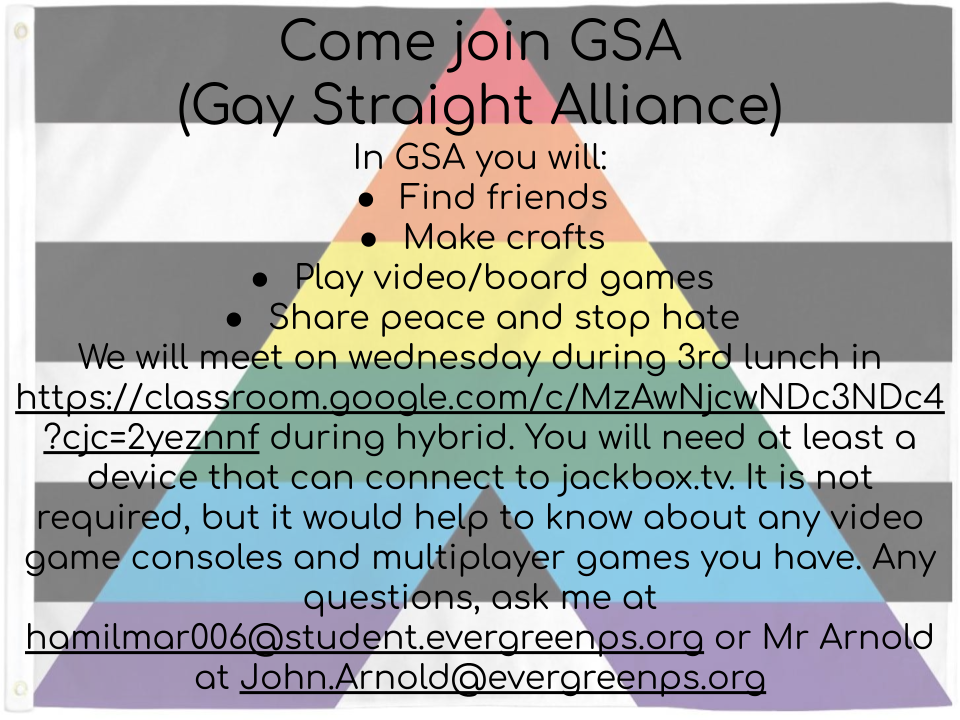 Come join GSA
(Gay Straight Alliance)
In GSA you will:
● Find friends
● Make crafts
● Play video/board games
● Share peace and stop hate
We will meet on wednesday during 3rd lunch in
https://classroom.google.com/c/MzAwNjcwNDc3NDc4
?cjc=2yeznnf during hybrid. You will need at least a
device that can connect to jackbox.tv. It is not
required, but it would help to know about any video
game consoles and multiplayer games you have. Any
questions, ask me at
hamilmar006@student.evergreenps.org or Mr Arnold
at John.Arnold@evergreenps.org